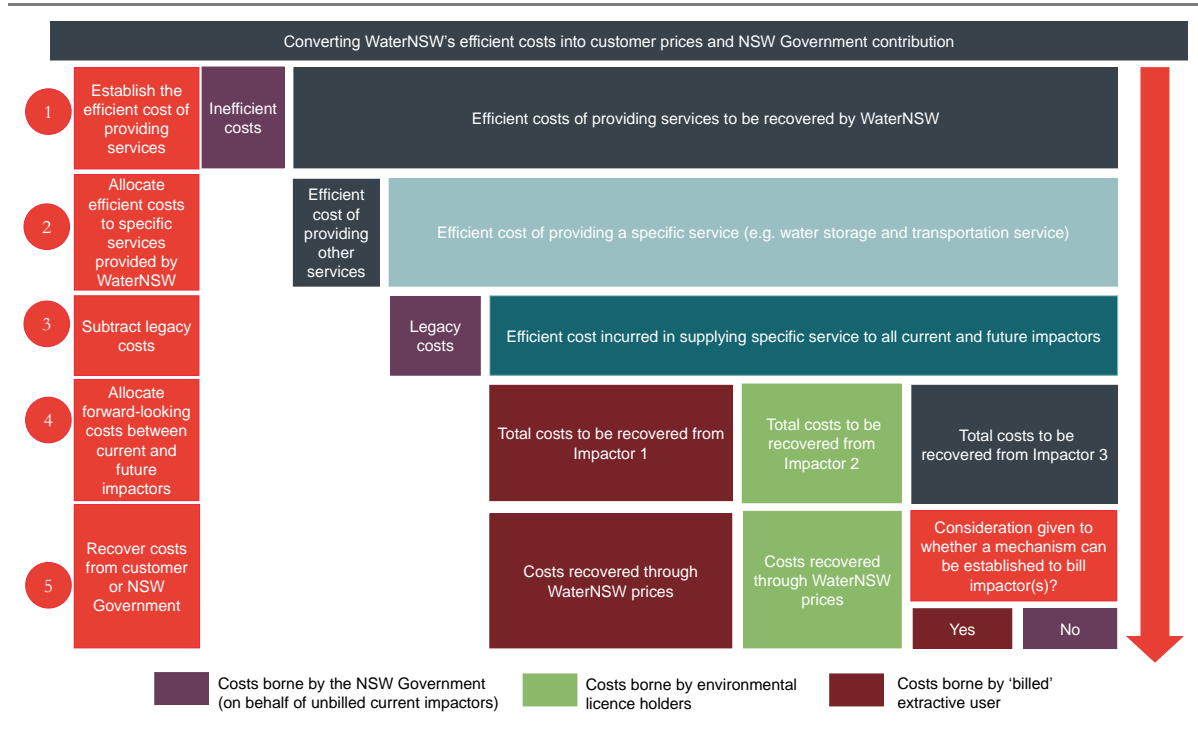 Converting WaterNSW's efficient costs into customer prices and NSW Government contribution
1
Establish the
efficient cost of
providing
services
Inefficient
costs
Efficient costs of providing services to be recovered by WaterNSW
2
Allocate
efficient costs
to specific
services
provided by
WaterNSW
Efficient
cost of
providing
other
services
Efficient cost of providing a specific service (e.g. water storage and transportation service)
3
Subtract legacy
costs
Legacy
costs
Efficient cost incurred in supplying specific service to all current and future impactors
4
Allocate
forward-looking
costs between
current and
future
impactors
Total costs to be recovered from
Impactor 1
Total costs to be
recovered from
Impactor 2
Total costs to be
recovered from Impactor 3
5
Recover costs
from customer
or NSW
Government
Costs recovered through
WaterNSW prices
Costs recovered
through WaterNSW
prices
Consideration given to
whether a mechanism can
be established to bill
impactor(s)?
Yes
No
Costs borne by the NSW Government
(on behalf of unbilled current impactors)
Costs borne by environmental
licence holders
Costs borne by 'billed'
extractive user